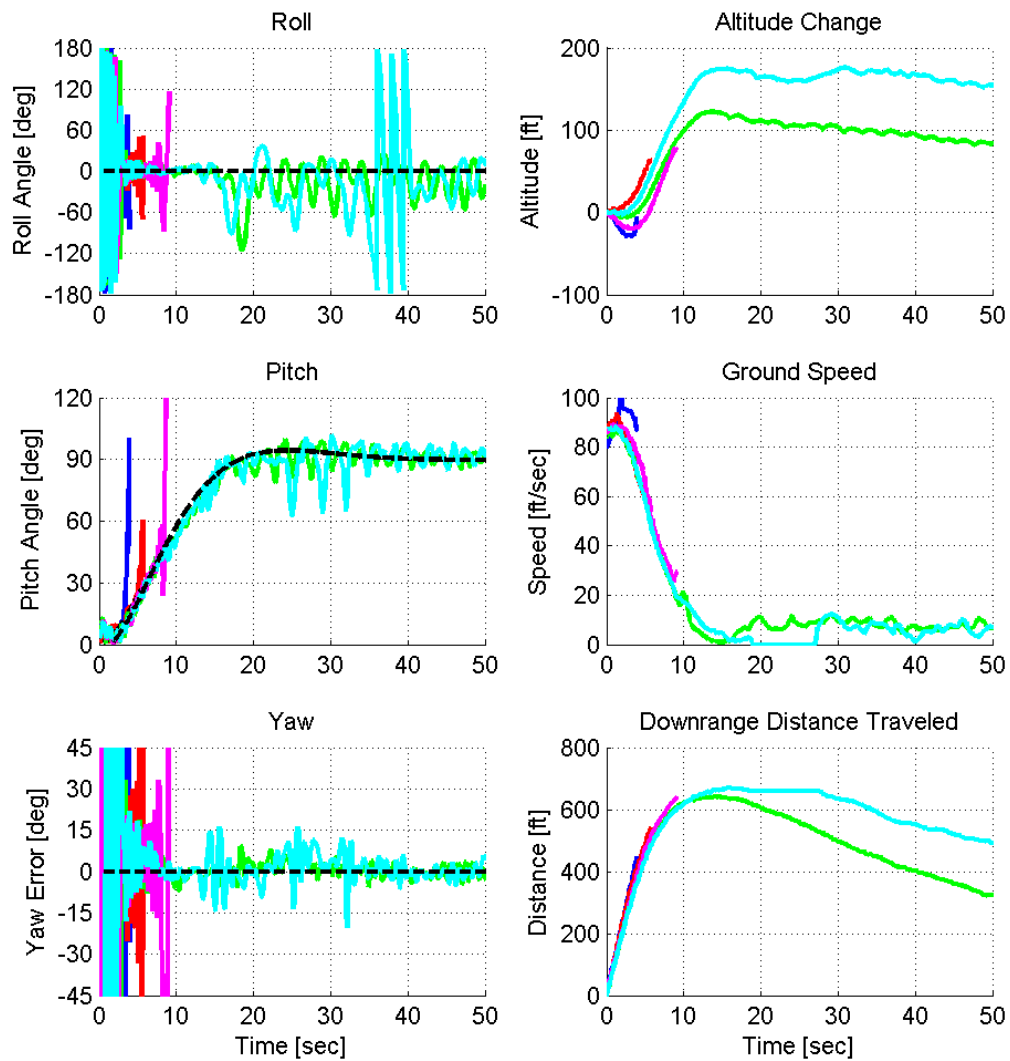 Roll
180
120
60
0
-60
-120
-180
Roll Angle [deg]
0 10 20 30 40 50
Altitude Change
200
100
0
-100
Altitude [ft]
0 10 20 30 40 50
Pitch
120
90
60
30
0
Pitch Angle [deg]
0 10 20 30 40 50
Ground Speed
100
80
60
40
20
0
Speed [ft/sec]
0 10 20 30 40 50
Yaw
45
30
15
0
-15
-30
-45
Yaw Error [deg]
0 10 20 30 40 50
Time [sec]
Downrange Distance Traveled
800
600
400
200
0
Distance [ft]
0 10 20 30 40 50
Time [sec]